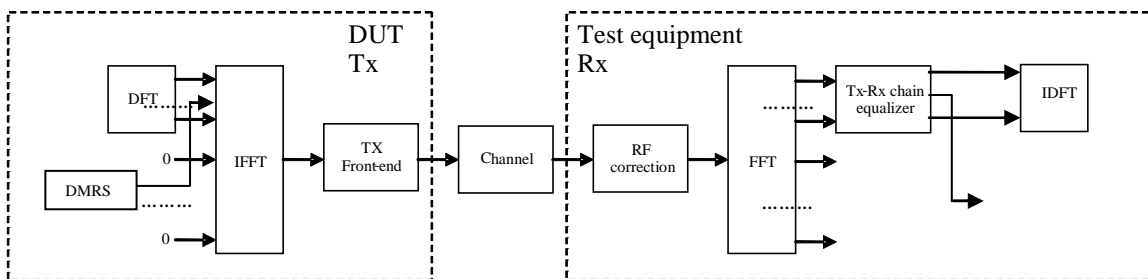 DUT
Tx
Test equipment
Rx
DFT
………
0
DMRS
………
0
IFFT
TX
Front-end
Channel
RF
correction
FFT
………
………
Tx-Rx chain
equalizer
IDFT